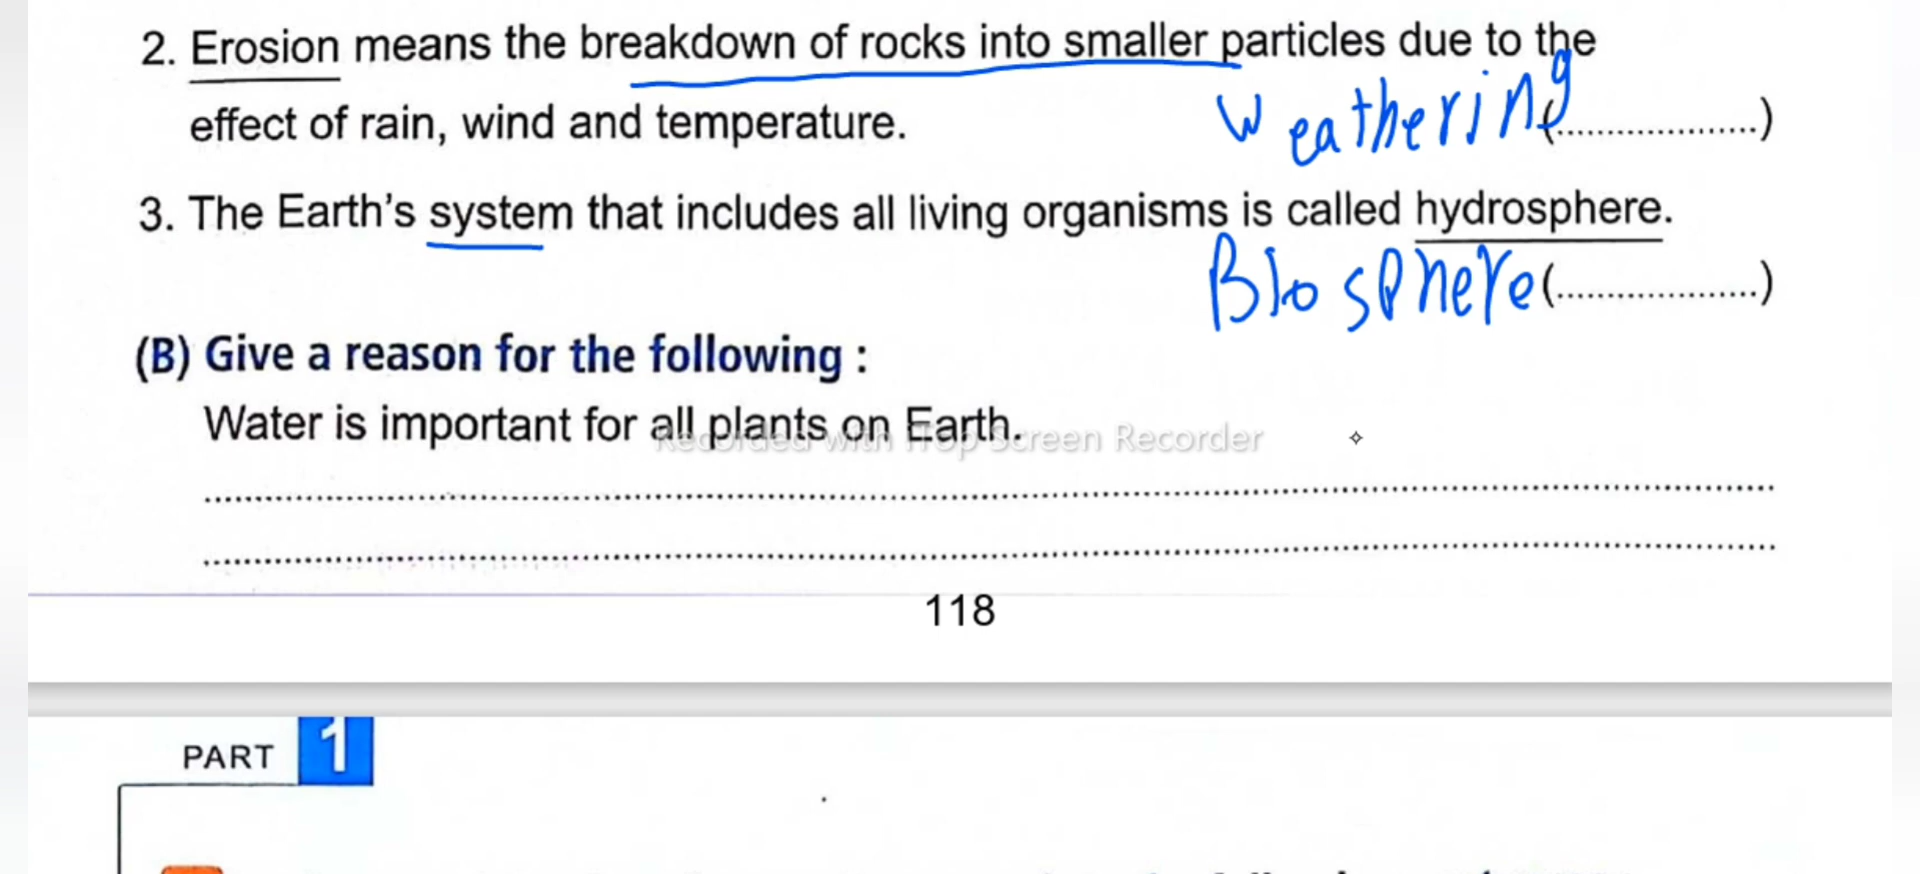 2. Erosion means the breakdown of rocks into smaller particles due to the
effect of rain, wind and temperature.
Weathering (....................)
3. The Earth's system that includes all living organisms is called hydrosphere.
Biosphere (....................)
(B) Give a reason for the following :
Water is important for all plants on Earth.
Recorded with iTop Screen Recorder
118
PART 1